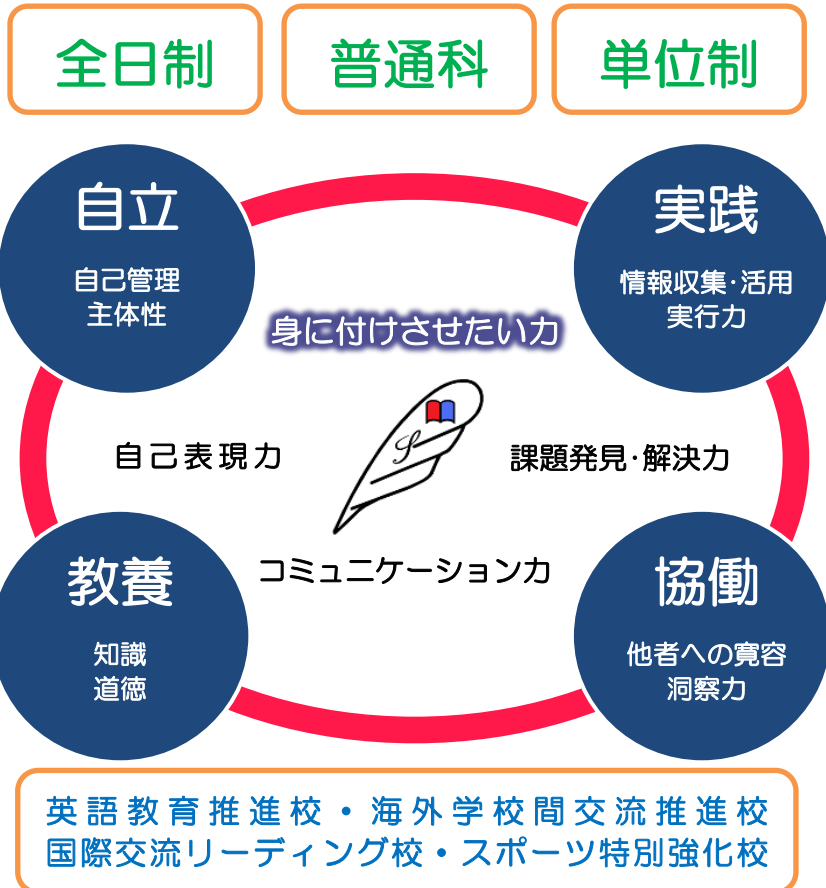 全日制
普通科
単位制
自立
自己管理
主体性
実践
情報収集・活用
実行力
身に付けさせたい力
自己表現力
課題発見・解決力
コミュニケーション力
教養
知識
道徳
協働
他者への寛容
洞察力
英語教育推進校・海外学校間交流推進校
国際交流リーディング校・スポーツ特別強化校